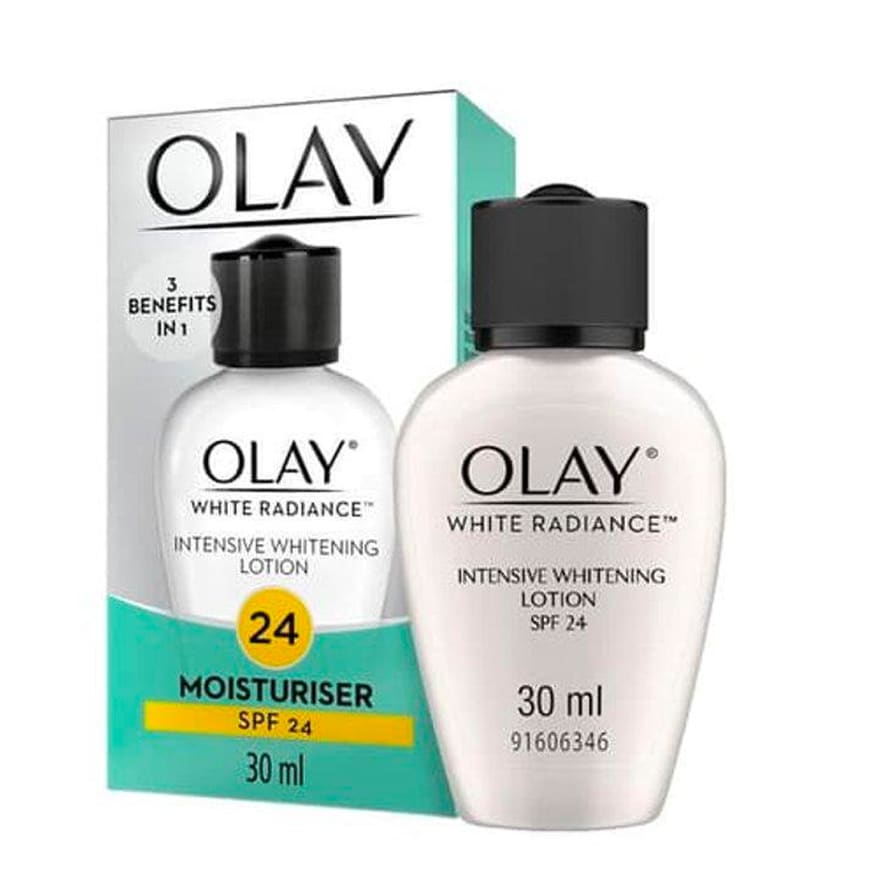 OLAY
3
BENEFITS
IN 1
OLAY®
WHITE RADIANCE™
INTENSIVE WHITENING
LOTION
24
MOISTURISER
SPF 24
30 ml
OLAY®
WHITE RADIANCE™
INTENSIVE WHITENING
LOTION
SPF 24
30 ml
91606346